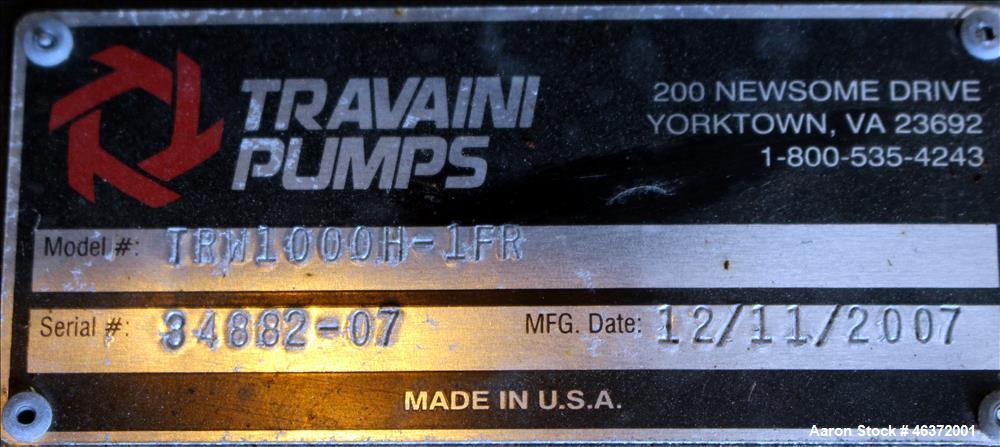 TRAVAINI
PUMPS
200 NEWSOME DRIVE
YORKTOWN, VA 23692
1-800-535-4243
Model #: TRW1000H-1FR
Serial #: 34882-07
MFG. Date: 12/11/2007
MADE IN U.S.A.
Aaron Stock # 46372001